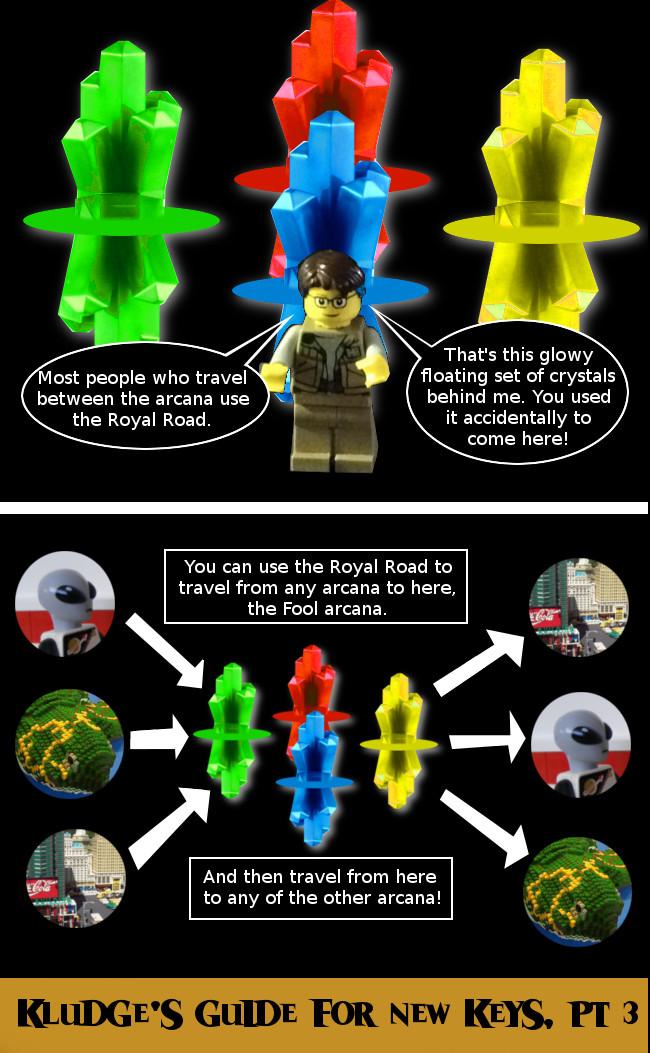 Most people who travel
between the arcana use
the Royal Road.
That's this glowy
floating set of crystals
behind me. You used
it accidentally to
come here!
You can use the Royal Road to
travel from any arcana to here,
the Fool arcana.
Cola
Cola
And then travel from here
to any of the other arcana!
Kludge's Guide For new Keys, pt 3